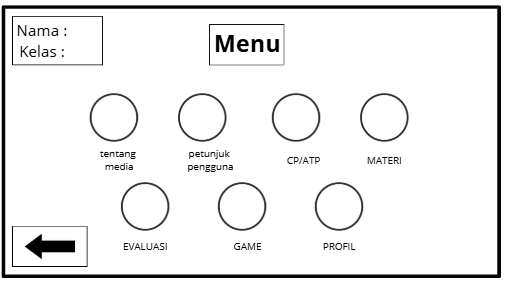 Nama :
Kelas :
Menu
tentang
media
petunjuk
pengguna
CP/ATP
MATERI
EVALUASI
GAME
PROFIL